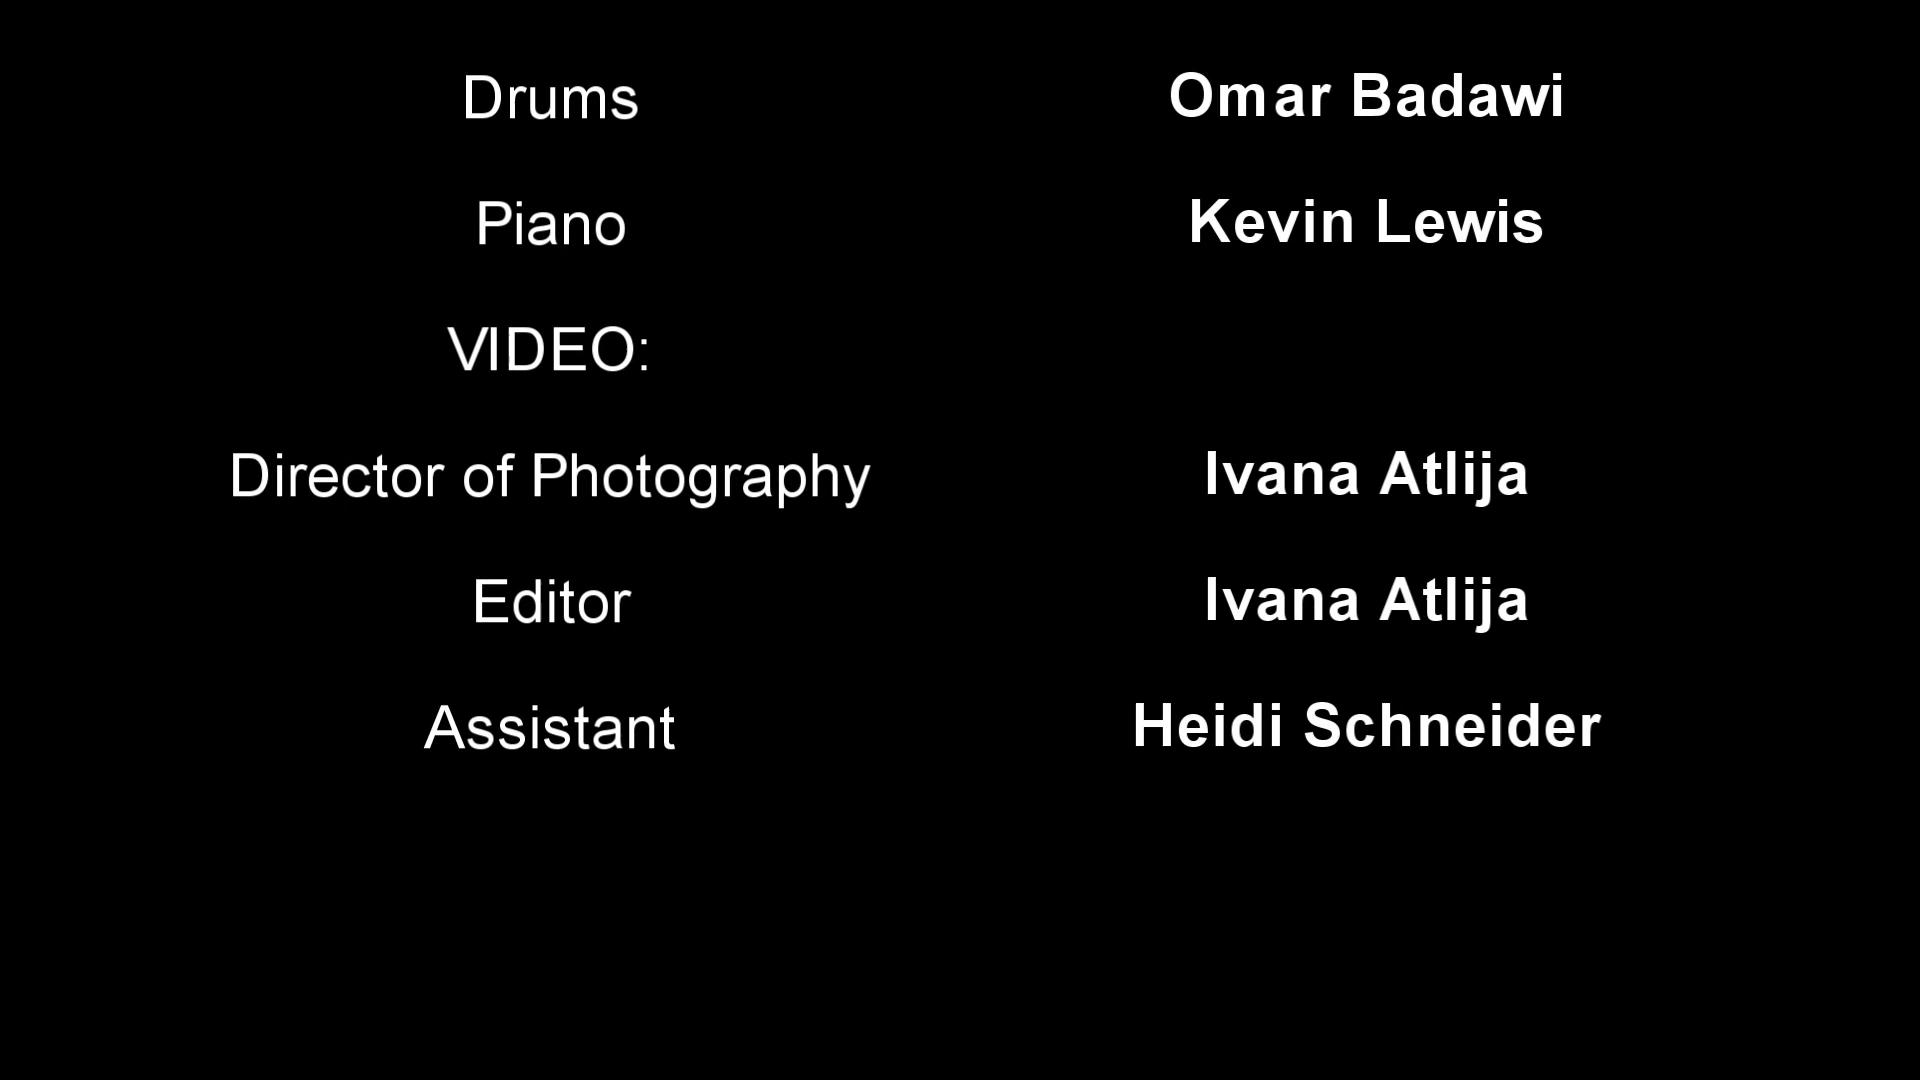 Drums Omar Badawi
Piano Kevin Lewis
VIDEO:
Director of Photography Ivana Atlija
Editor Ivana Atlija
Assistant Heidi Schneider